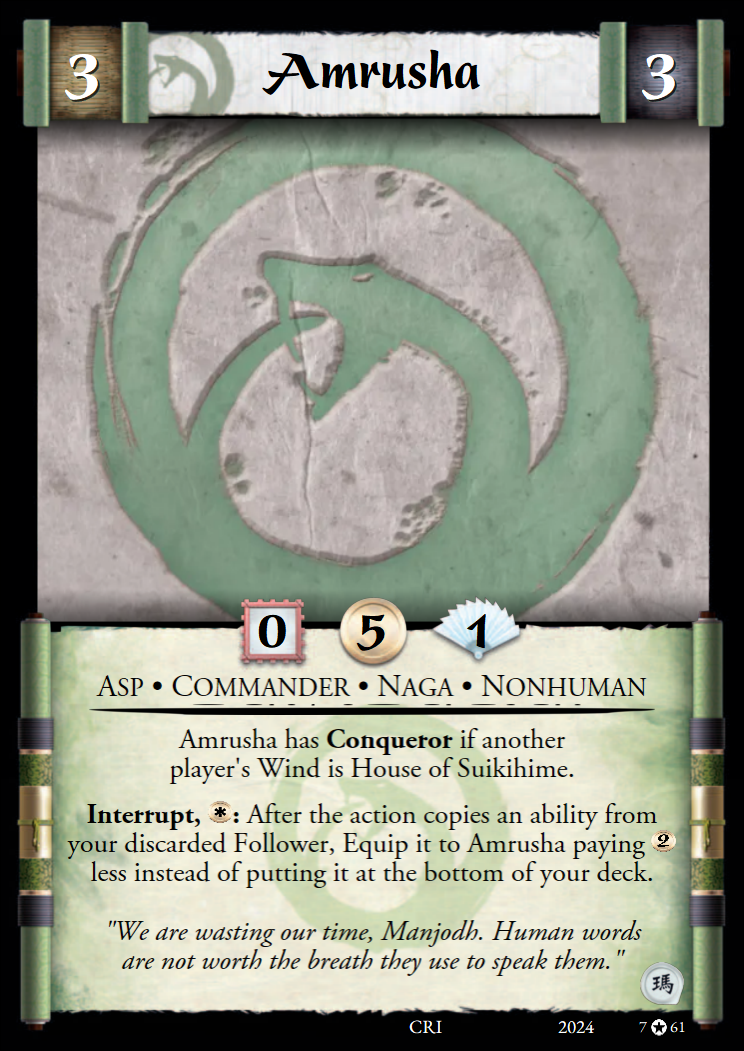 3 Amrusha 3
0 5 1
Asp • Commander • Naga • Nonhuman
Amrusha has Conqueror if another
player's Wind is House of Suikihime.
Interrupt, *: After the action copies an ability from
your discarded Follower, Equip it to Amrusha paying 2
less instead of putting it at the bottom of your deck.
"We are wasting our time, Manjodh. Human words
are not worth the breath they use to speak them."
瑪
CRI 2024 7 ✪ 61